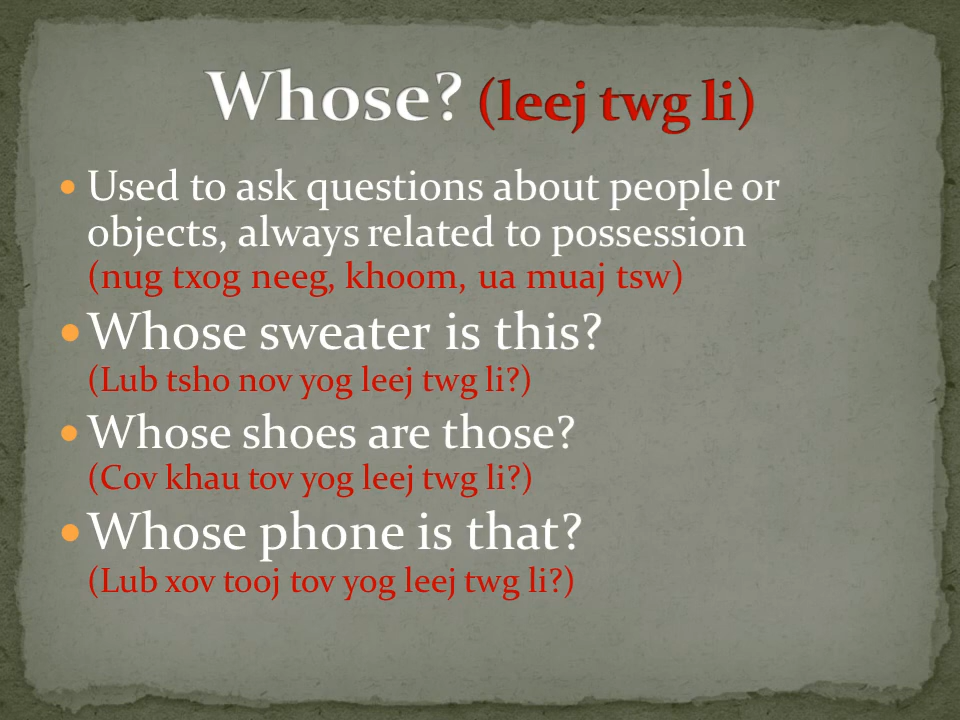 Whose? (leej twg li)
Used to ask questions about people or
objects, always related to possession
(nug txog neeg, khoom, ua muaj tsw)
Whose sweater is this?
(Lub tsho nov yog leej twg li?)
Whose shoes are those?
(Cov khau tov yog leej twg li?)
Whose phone is that?
(Lub xov tooj tov yog leej twg li?)